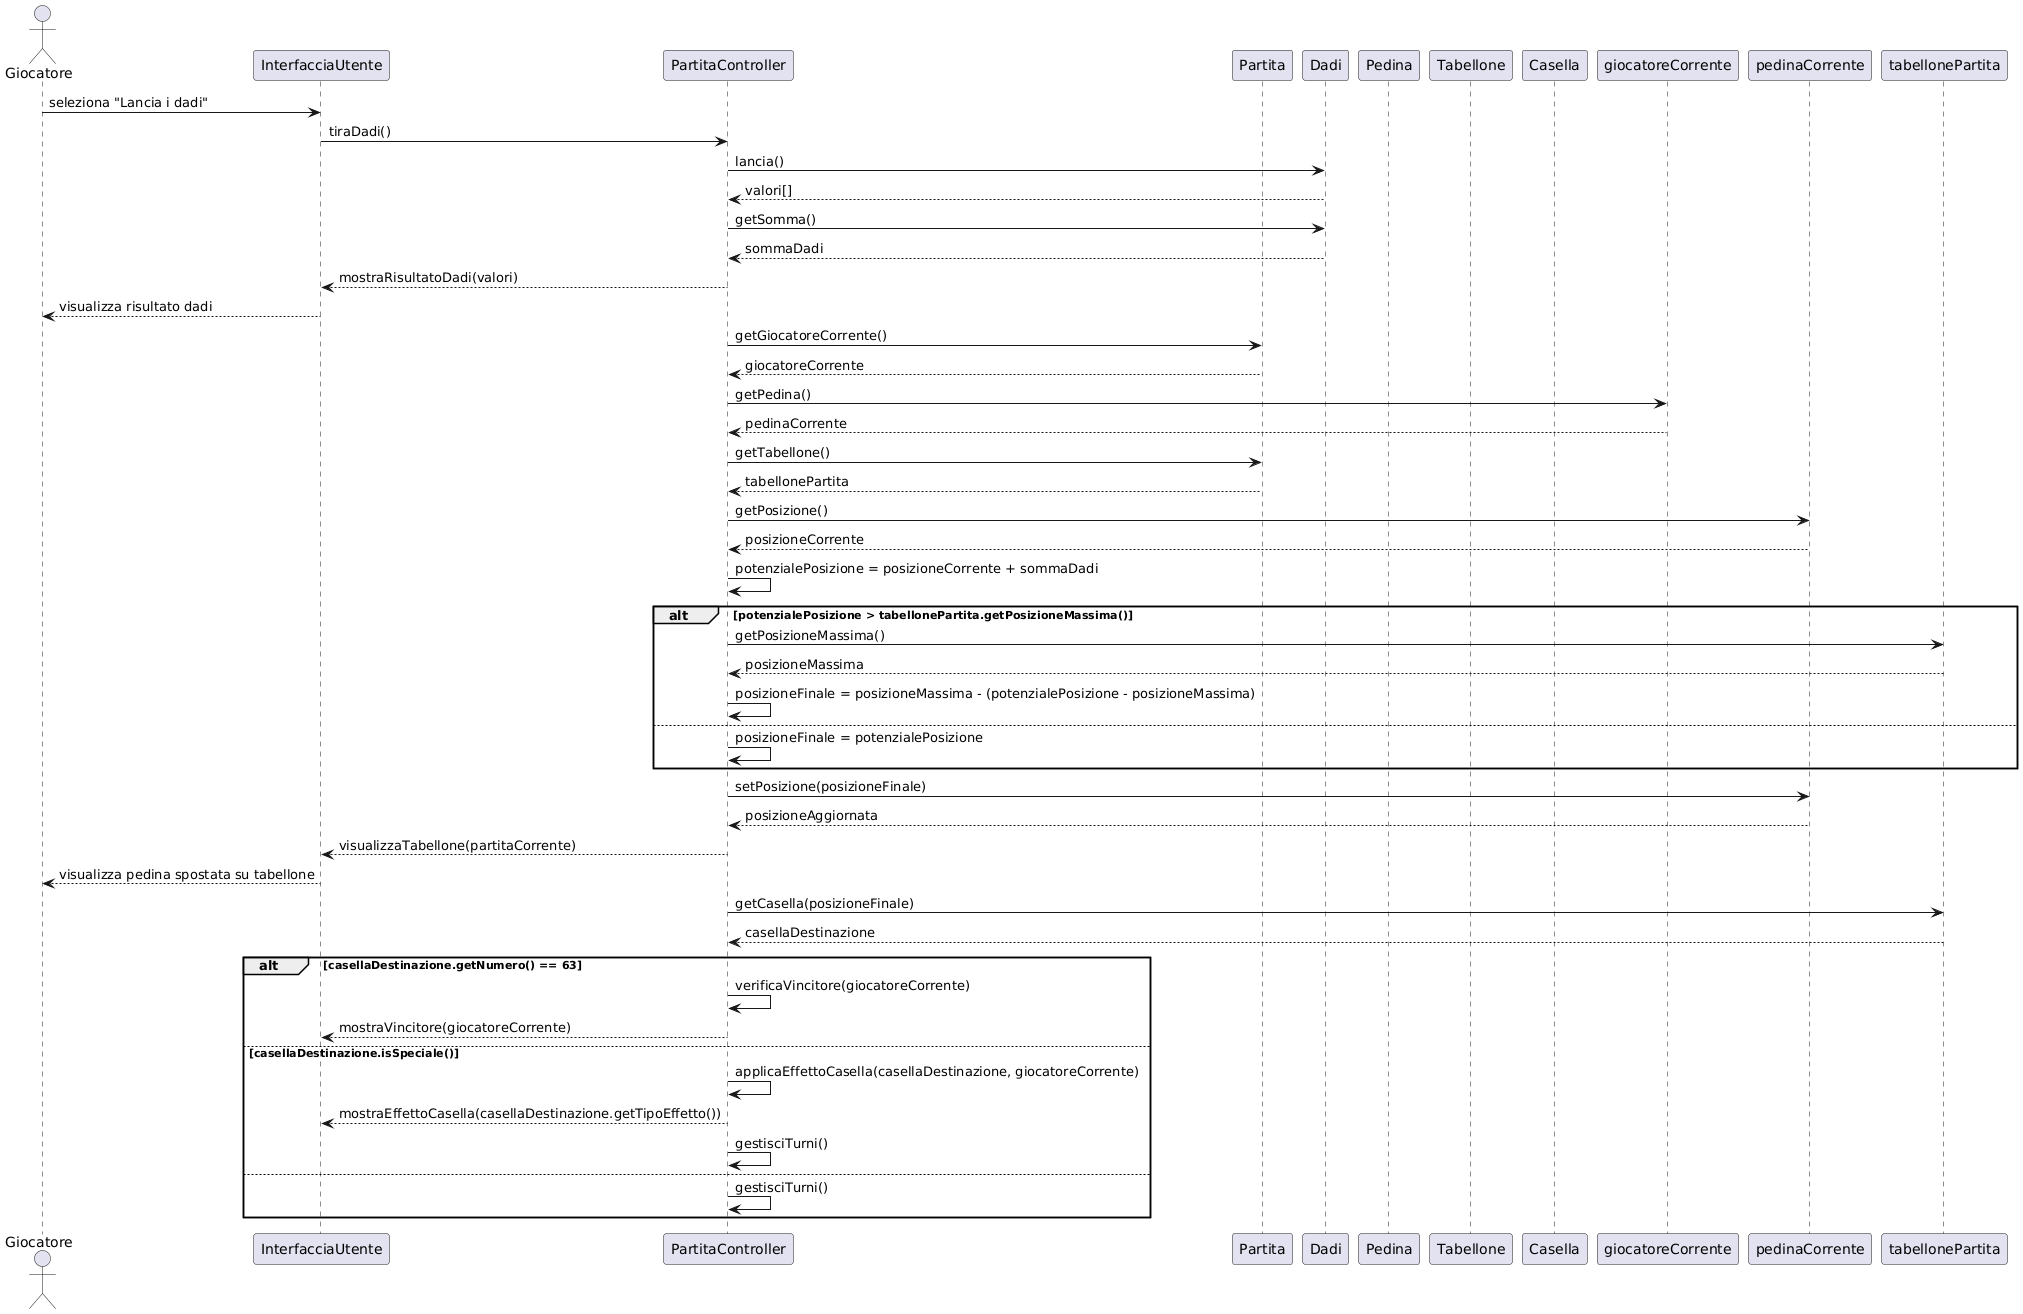 Giocatore
InterfacciaUtente
PartitaController
Partita
Dadi
Pedina
Tabellone
Casella
giocatoreCorrente
pedinaCorrente
tabellonePartita
seleziona "Lancia i dadi"
tiraDadi()
lancia()
valori[]
getSomma()
sommaDadi
mostraRisultatoDadi(valori)
visualizza risultato dadi
getGiocatoreCorrente()
giocatoreCorrente
getPedina()
pedinaCorrente
getTabellone()
tabellonePartita
getPosizione()
posizioneCorrente
potenzialePosizione = posizioneCorrente + sommaDadi
alt
[potenzialePosizione > tabellonePartita.getPosizioneMassima()]
getPosizioneMassima()
posizioneMassima
posizioneFinale = posizioneMassima - (potenzialePosizione - posizioneMassima)
posizioneFinale = potenzialePosizione
setPosizione(posizioneFinale)
posizioneAggiornata
visualizzaTabellone(partitaCorrente)
visualizza pedina spostata su tabellone
getCasella(posizioneFinale)
casellaDestinazione
alt
[casellaDestinazione.getNumero() == 63]
verificaVincitore(giocatoreCorrente)
mostraVincitore(giocatoreCorrente)
[casellaDestinazione.isSpeciale()]
applicaEffettoCasella(casellaDestinazione, giocatoreCorrente)
mostraEffettoCasella(casellaDestinazione.getTipoEffetto())
gestisciTurni()
gestisciTurni()
Giocatore
InterfacciaUtente
PartitaController
Partita
Dadi
Pedina
Tabellone
Casella
giocatoreCorrente
pedinaCorrente
tabellonePartita